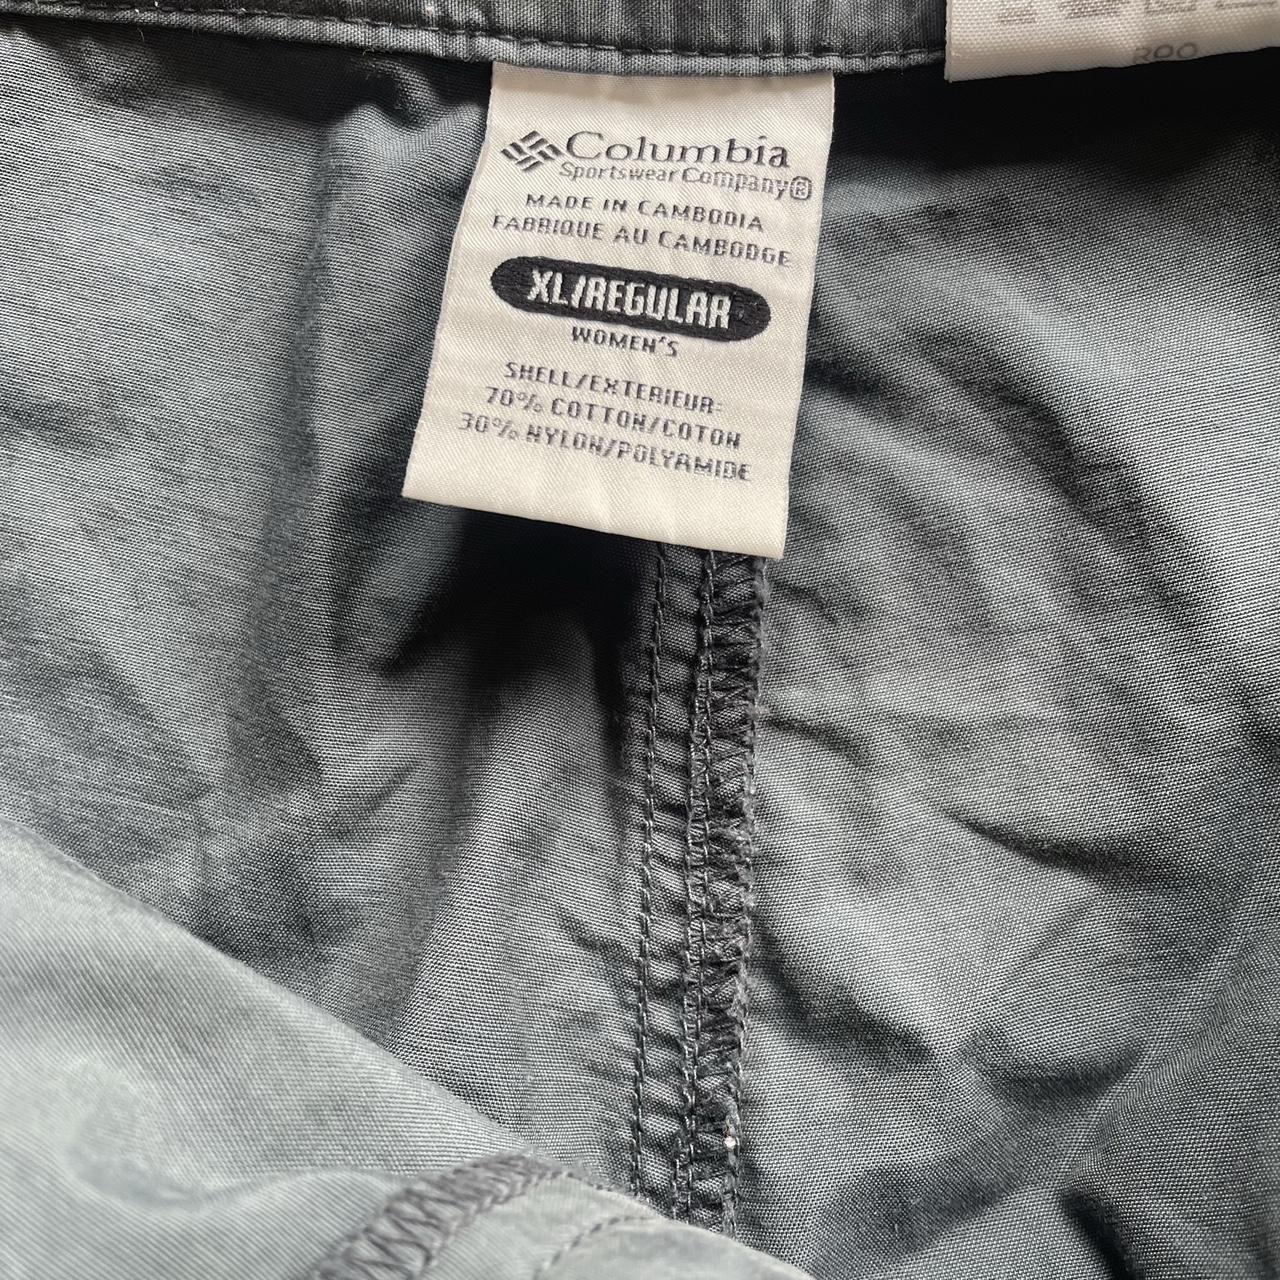 Columbia
Sportswear Company®
MADE IN CAMBODIA
FABRIQUE AU CAMBODGE
XL/REGULAR
WOMEN'S
SHELL/EXTERIEUR:
70% COTTON/COTON
30% NYLON/POLYAMIDE